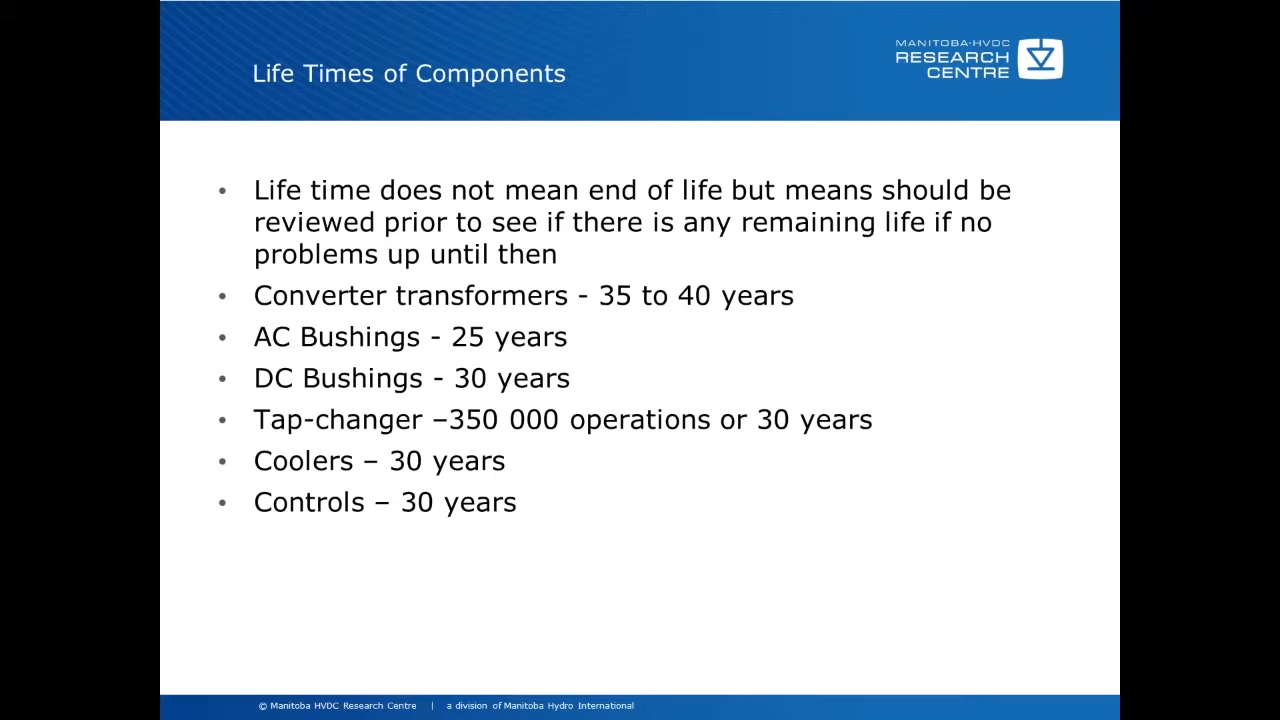 Life Times of Components
MANITOBA-HVDC
RESEARCH
CENTRE
• Life time does not mean end of life but means should be
reviewed prior to see if there is any remaining life if no
problems up until then
• Converter transformers - 35 to 40 years
• AC Bushings - 25 years
• DC Bushings - 30 years
• Tap-changer –350 000 operations or 30 years
• Coolers – 30 years
• Controls – 30 years
© Manitoba HVDC Research Centre | a division of Manitoba Hydro International